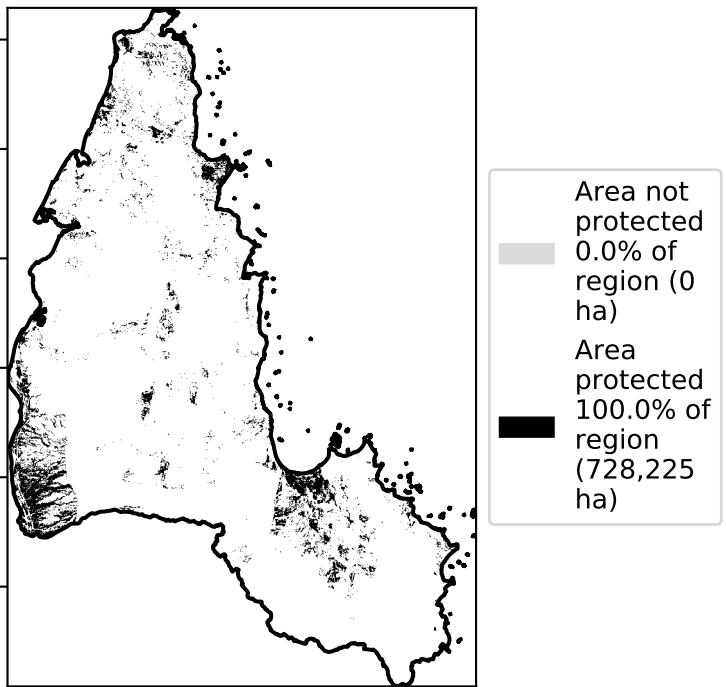 Area not
protected
0.0% of
region (0
ha)
Area
protected
100.0% of
region
(728,225
ha)